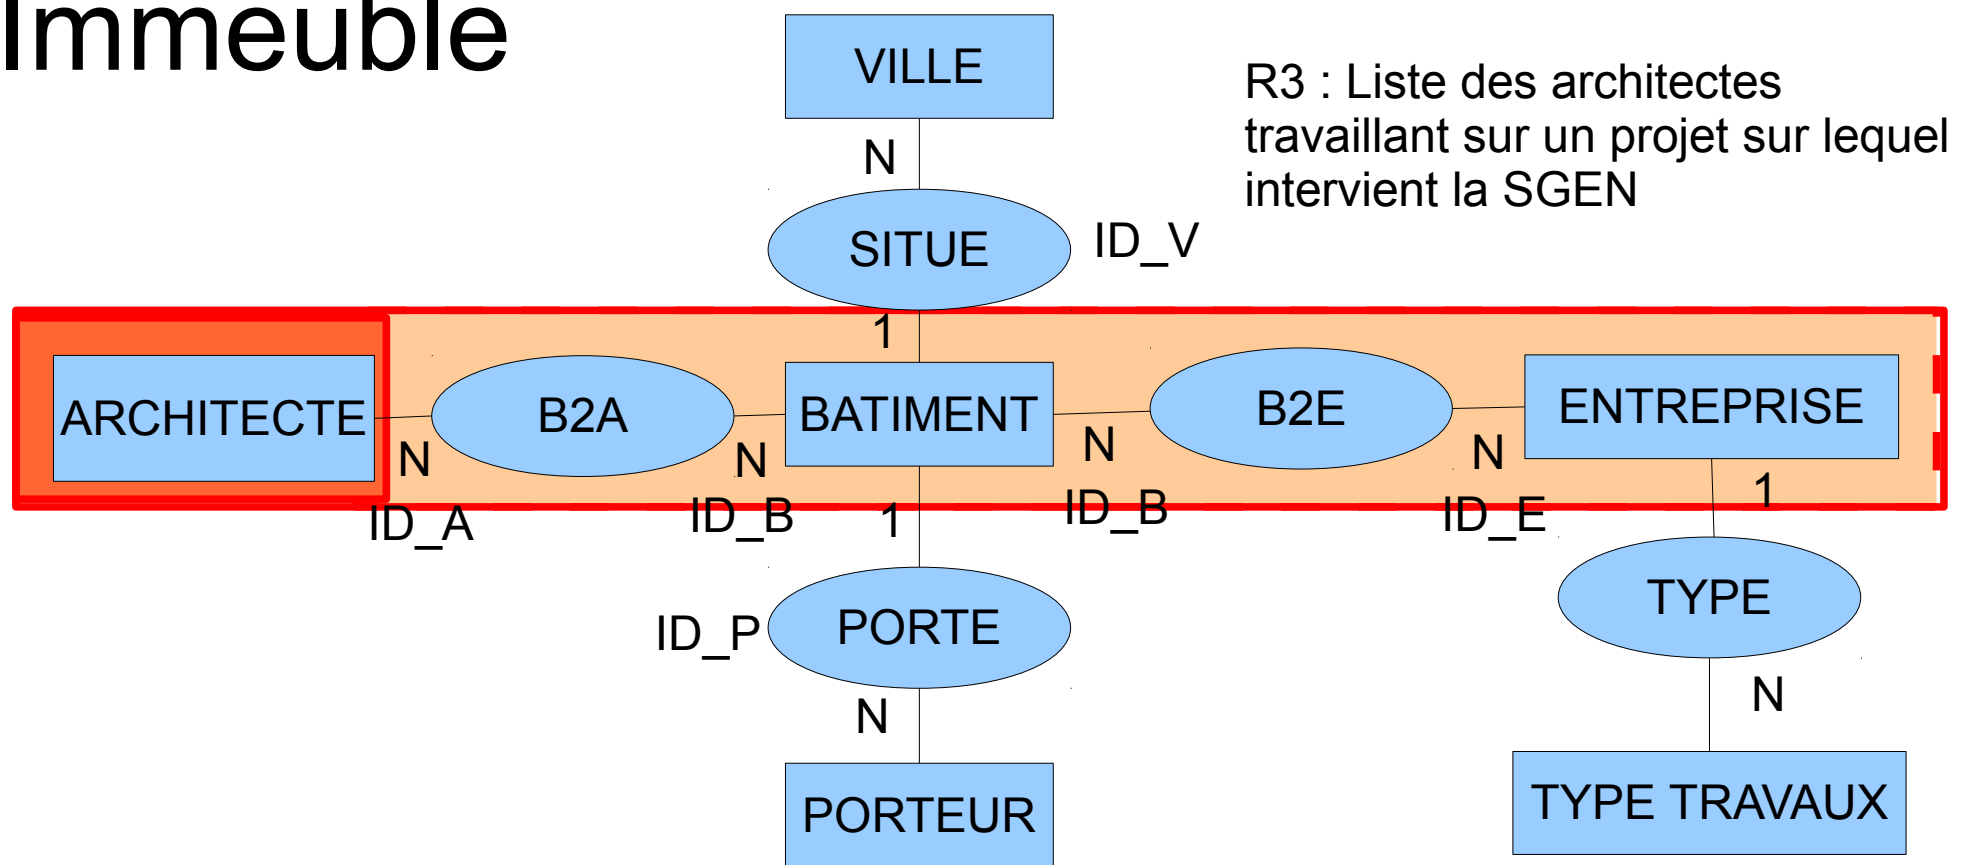 Immeuble
VILLE
R3 : Liste des architectes
travaillant sur un projet sur lequel
intervient la SGEN
N
SITUE
ID_V
1
ARCHITECTE
B2A
BATIMENT
B2E
ENTREPRISE
N
N
N
N
ID_A
ID_B
1
ID_B
ID_E
1
ID_P
PORTE
TYPE
N
N
PORTEUR
TYPE TRAVAUX